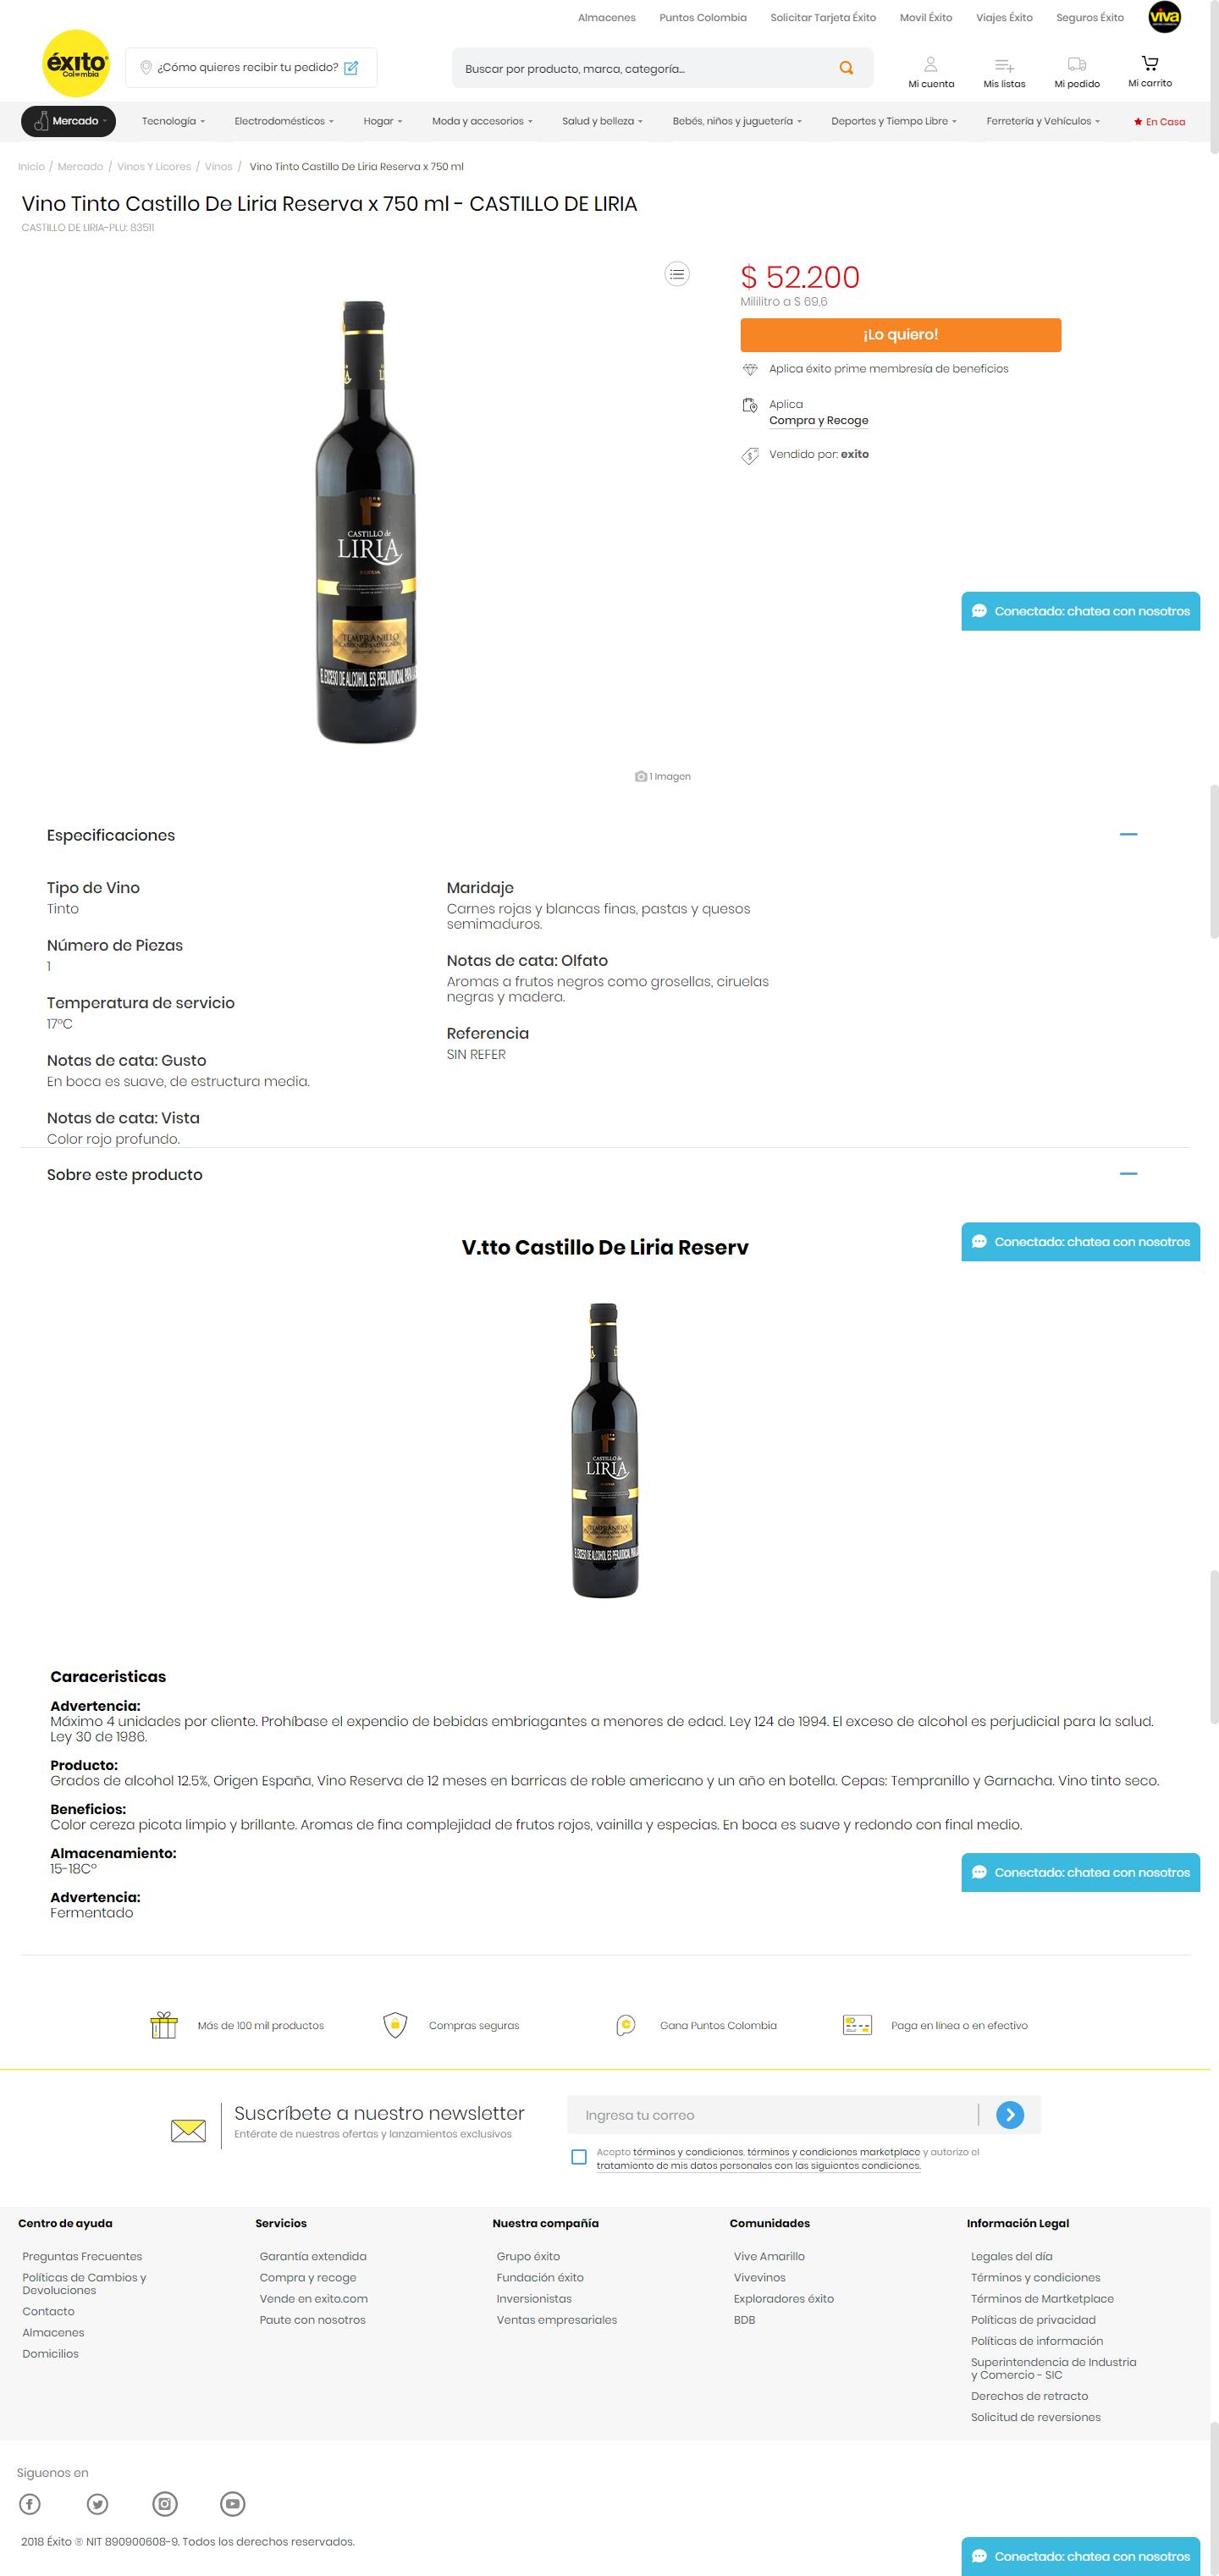 Almacenes Puntos Colombia Solicitar Tarjeta Éxito Movil Éxito Viajes Éxito Seguros Éxito viva
éxito
Colombia
¿Cómo quieres recibir tu pedido?
Buscar por producto, marca, categoría...
Mi cuenta Mis listas Mi pedido Mi carrito
Mercado Tecnología Electrodomésticos Hogar Moda y accesorios Salud y belleza Bebés, niños y juguetería Deportes y Tiempo Libre Ferretería y Vehículos En Casa
Inicio / Mercado / Vinos Y Licores / Vinos / Vino Tinto Castillo De Liria Reserva x 750 ml
Vino Tinto Castillo De Liria Reserva x 750 ml - CASTILLO DE LIRIA
CASTILLO DE LIRIA-PLU: 83511
$ 52.200
Mililitro a $ 69,6
¡Lo quiero!
Aplica éxito prime membresía de beneficios
Aplica
Compra y Recoge
Vendido por: exito
CASTILLO de
LIRIA
TEMPRANILLO
CABERNET SAUVIGNON
EL EXCESO DE ALCOHOL ES PERJUDICIAL PARA
Conectado: chatea con nosotros
1 Imagen
Especificaciones
Tipo de Vino
Tinto
Número de Piezas
1
Temperatura de servicio
17°C
Notas de cata: Gusto
En boca es suave, de estructura media.
Notas de cata: Vista
Color rojo profundo.
Maridaje
Carnes rojas y blancas finas, pastas y quesos
semimaduros.
Notas de cata: Olfato
Aromas a frutos negros como grosellas, ciruelas
negras y madera.
Referencia
SIN REFER
Sobre este producto
Conectado: chatea con nosotros
V.tto Castillo De Liria Reserv
CASTILLO de
LIRIA
TEMPRANILLO
EL EXCESO DE ALCOHOL ES PERJUDICIAL
Caraceristicas
Advertencia:
Máximo 4 unidades por cliente. Prohíbase el expendio de bebidas embriagantes a menores de edad. Ley 124 de 1994. El exceso de alcohol es perjudicial para la salud.
Ley 30 de 1986.
Producto:
Grados de alcohol 12.5%, Origen España, Vino Reserva de 12 meses en barricas de roble americano y un año en botella. Cepas: Tempranillo y Garnacha. Vino tinto seco.
Beneficios:
Color cereza picota limpio y brillante. Aromas de fina complejidad de frutos rojos, vainilla y especias. En boca es suave y redondo con final medio.
Almacenamiento:
15-18C°
Conectado: chatea con nosotros
Advertencia:
Fermentado
Más de 100 mil productos Compras seguras Gana Puntos Colombia Paga en línea o en efectivo
Suscríbete a nuestro newsletter
Entérate de nuestras ofertas y lanzamientos exclusivos
Ingresa tu correo
Acepto términos y condiciones, términos y condiciones marketplace y autorizo el
tratamiento de mis datos personales con las siguientes condiciones.
Centro de ayuda
Preguntas Frecuentes
Políticas de Cambios y
Devoluciones
Contacto
Almacenes
Domicilios
Servicios
Garantía extendida
Compra y recoge
Vende en exito.com
Paute con nosotros
Nuestra compañía
Grupo éxito
Fundación éxito
Inversionistas
Ventas empresariales
Comunidades
Vive Amarillo
Vivevinos
Exploradores éxito
BDB
Información Legal
Legales del día
Términos y condiciones
Términos de Martketplace
Políticas de privacidad
Políticas de información
Superintendencia de Industria
y Comercio - SIC
Derechos de retracto
Solicitud de reversiones
Síguenos en
2018 Éxito ® NIT 890900608-9. Todos los derechos reservados.
Conectado: chatea con nosotros